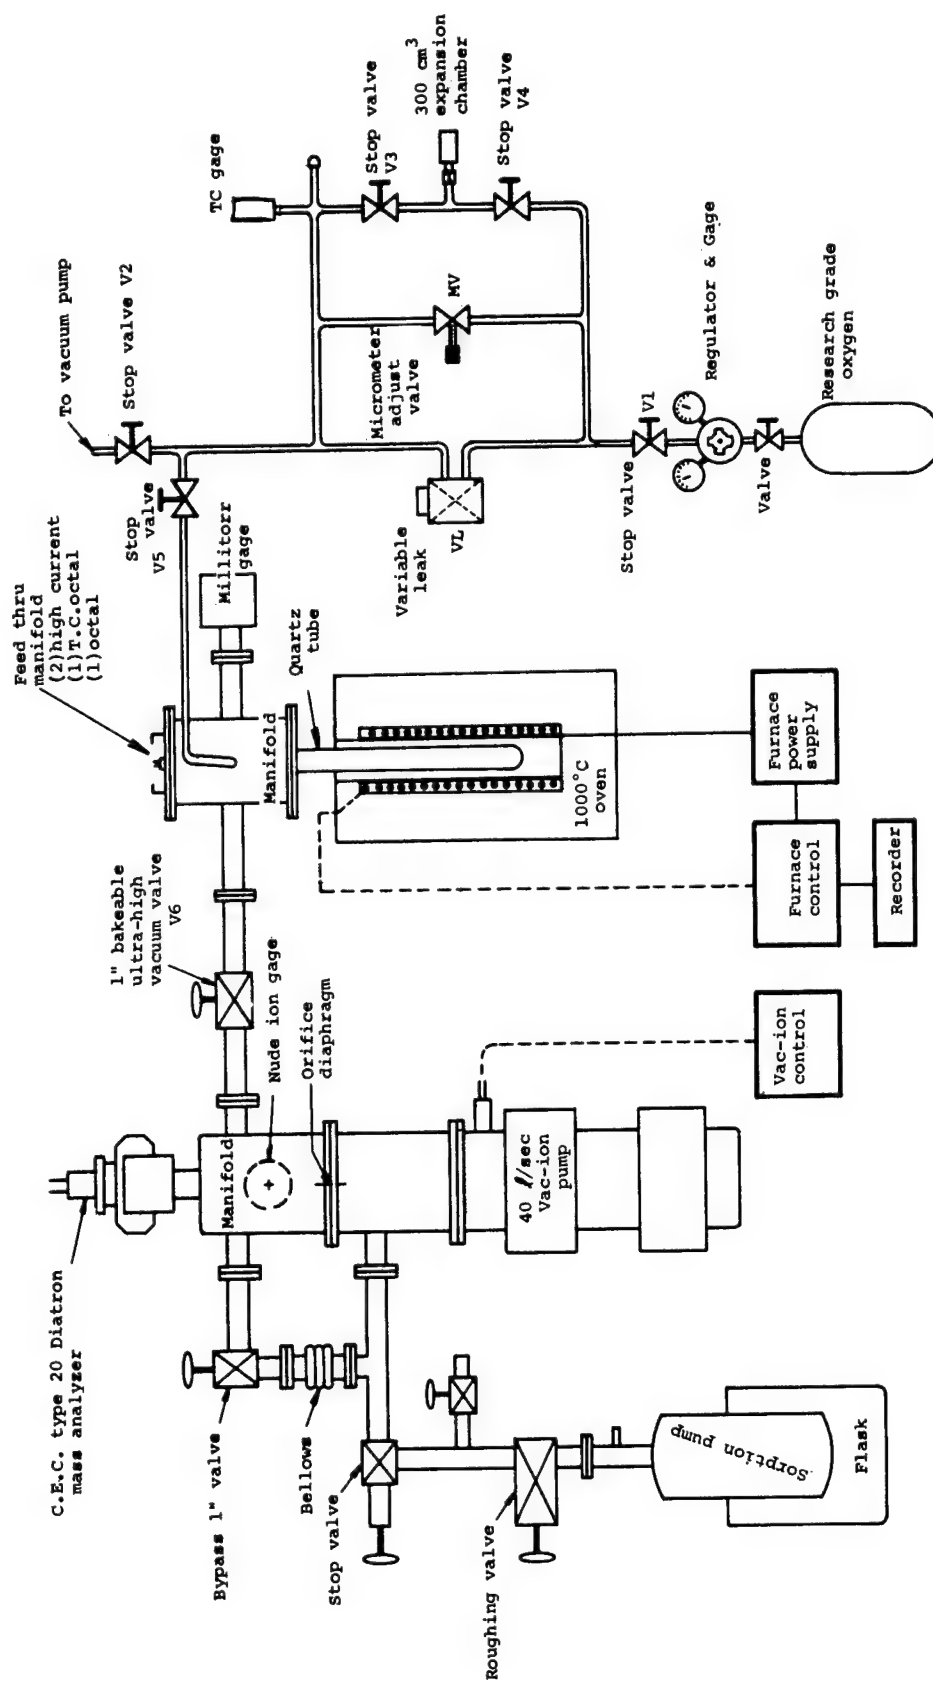 C.E.C. type 20 Diatron
mass analyzer
Bypass 1" valve
Bellows
Stop valve
Roughing valve
Sorption pump
Flask
Manifold
Nude ion gage
Orifice
diaphragm
40 ℓ/sec
Vac-ion
pump
Vac-ion
control
1" bakeable
ultra-high
vacuum valve
V6
Feed thru
manifold
(2)high current
(1)T.C.octal
(1)octal
Manifold
Millitorr
gage
Quartz
tube
1000°C
oven
Furnace
power
supply
Furnace
control
Recorder
To vacuum pump
Stop valve V2
Stop
valve
V5
TC gage
Stop valve
V3
300 cm³
expansion
chamber
Stop valve
V4
Micrometer
adjust
valve
MV
Variable
leak
VL
Stop valve
V1
Regulator & Gage
Valve
Research grade
oxygen